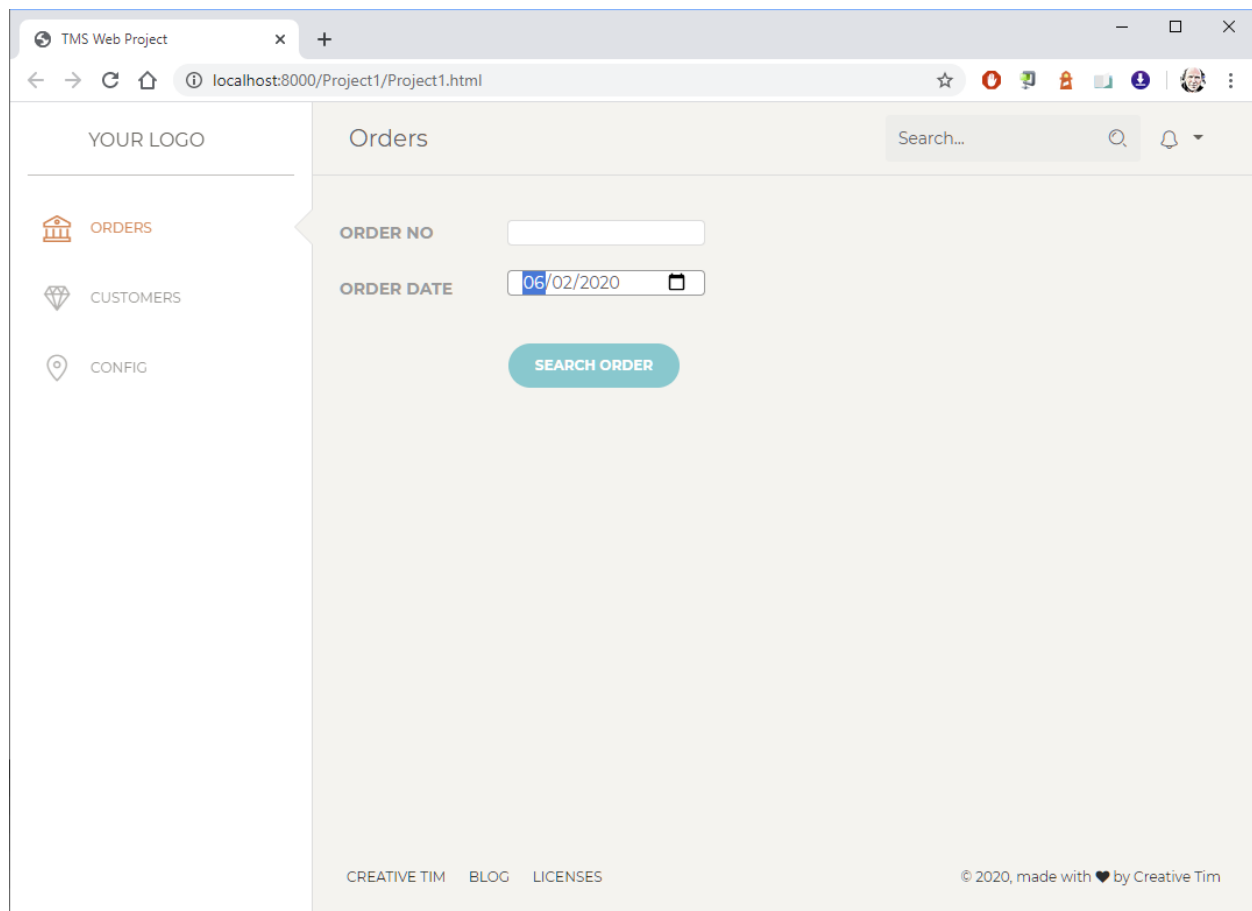 TMS Web Project
localhost:8000/Project1/Project1.html
YOUR LOGO
Orders
Search...
ORDERS
CUSTOMERS
CONFIG
ORDER NO
ORDER DATE
06/02/2020
SEARCH ORDER
CREATIVE TIM BLOG LICENSES
© 2020, made with ♥ by Creative Tim